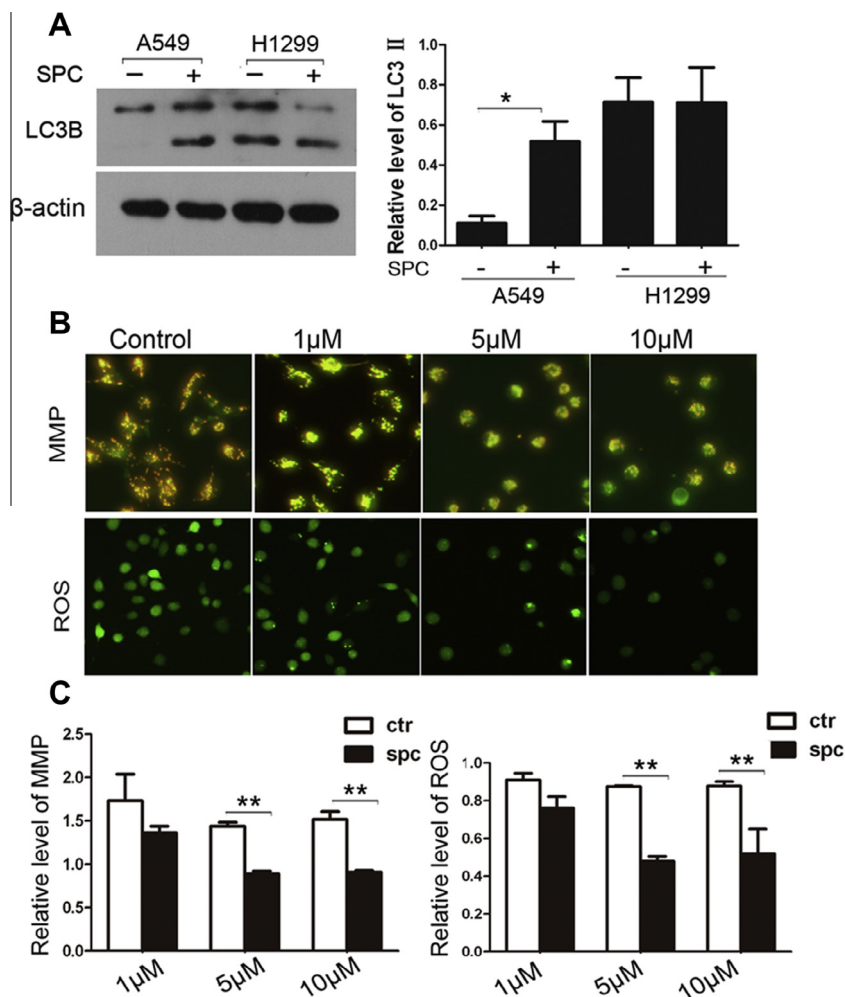 A
A549 H1299
SPC − + − +
LC3B
β-actin
Relative level of LC3 Ⅱ
1.0
0.8
0.6
0.4
0.2
0.0
*
SPC - + - +
A549 H1299
B
Control 1μM 5μM 10μM
MMP
ROS
C
Relative level of MMP
2.5
2.0
1.5
1.0
0.5
0.0
ctr
spc
** **
1μM 5μM 10μM
Relative level of ROS
1.0
0.8
0.6
0.4
0.2
0.0
ctr
spc
** **
1μM 5μM 10μM